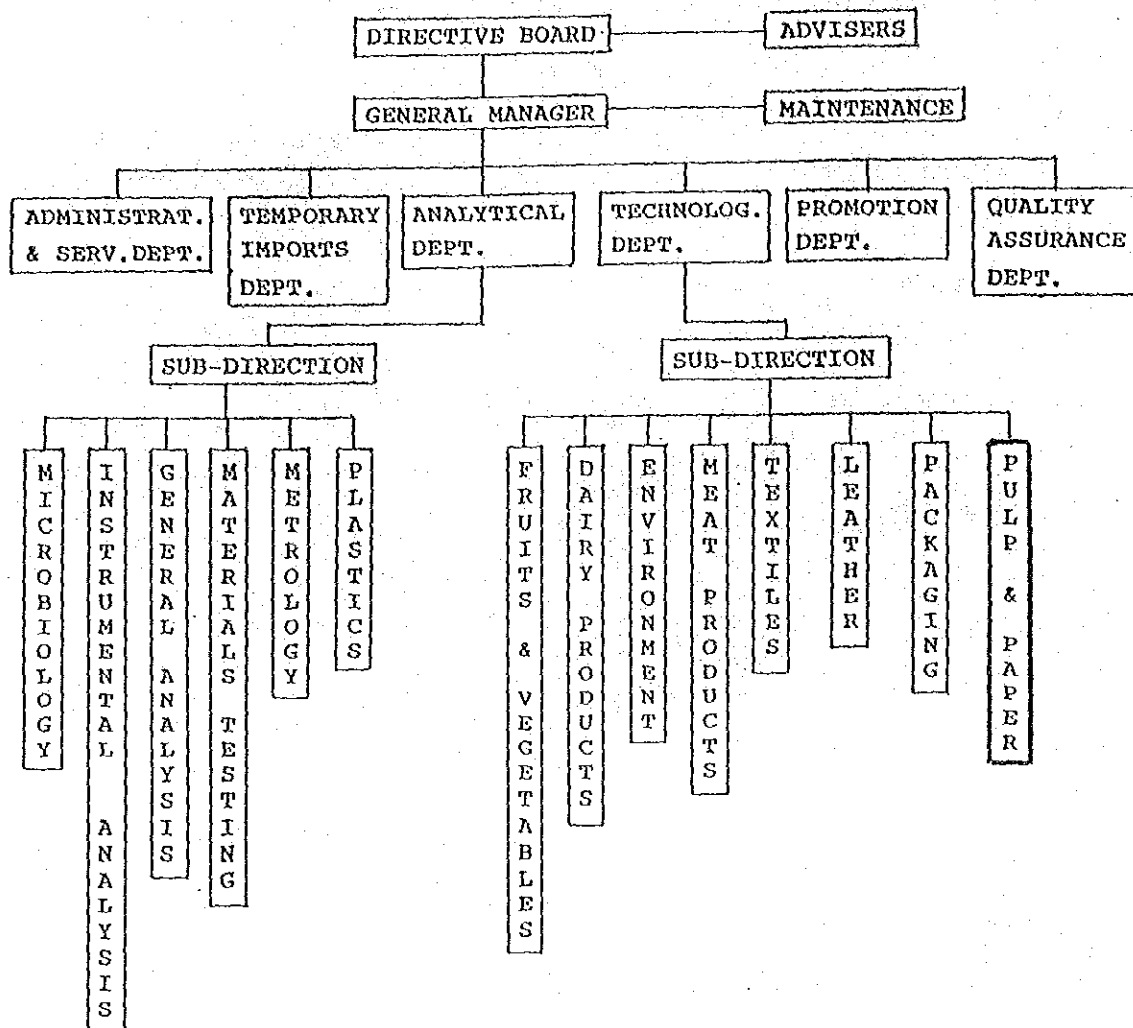 DIRECTIVE BOARD
ADVISERS
GENERAL MANAGER
MAINTENANCE
ADMINISTRAT.
& SERV.DEPT.
TEMPORARY
IMPORTS
DEPT.
ANALYTICAL
DEPT.
TECHNOLOG.
DEPT.
PROMOTION
DEPT.
QUALITY
ASSURANCE
DEPT.
SUB-DIRECTION
SUB-DIRECTION
MICROBIOLOGY
INSTRUMENTAL ANALYSIS
GENERAL ANALYSIS
MATERIALS TESTING
METROLOGY
PLASTICS
FRUITS & VEGETABLES
DAIRY PRODUCTS
ENVIRONMENT
MEAT PRODUCTS
TEXTILES
LEATHER
PACKAGING
PULP & PAPER